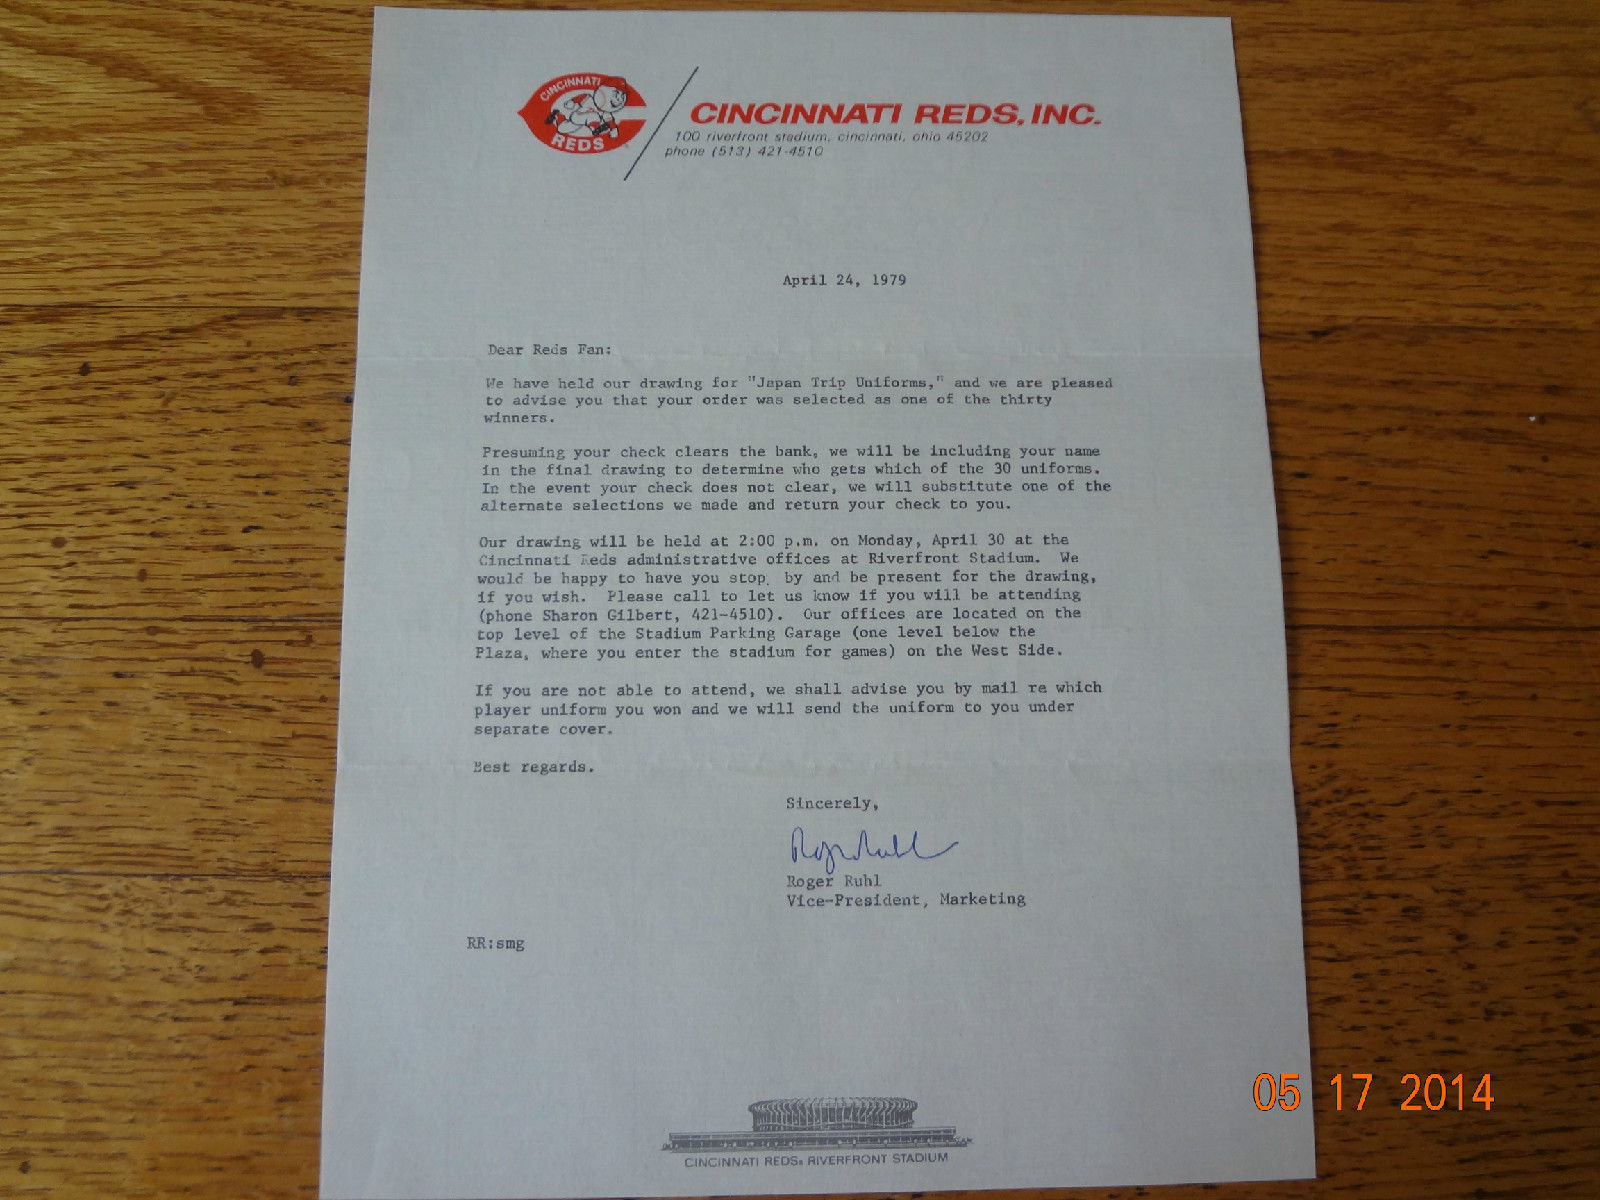 CINCINNATI
REDS
CINCINNATI REDS, INC.
100 riverfront stadium, cincinnati, ohio 45202
phone (513) 421-4510
April 24, 1979
Dear Reds Fan:
We have held our drawing for "Japan Trip Uniforms," and we are pleased
to advise you that your order was selected as one of the thirty
winners.
Presuming your check clears the bank, we will be including your name
in the final drawing to determine who gets which of the 30 uniforms.
In the event your check does not clear, we will substitute one of the
alternate selections we made and return your check to you.
Our drawing will be held at 2:00 p.m. on Monday, April 30 at the
Cincinnati Reds administrative offices at Riverfront Stadium. We
would be happy to have you stop by and be present for the drawing,
if you wish. Please call to let us know if you will be attending
(phone Sharon Gilbert, 421-4510). Our offices are located on the
top level of the Stadium Parking Garage (one level below the
Plaza, where you enter the stadium for games) on the West Side.
If you are not able to attend, we shall advise you by mail re which
player uniform you won and we will send the uniform to you under
separate cover.
Best regards.
Sincerely,
Roger Ruhl
Roger Ruhl
Vice-President, Marketing
RR:smg
CINCINNATI REDS: RIVERFRONT STADIUM
05 17 2014